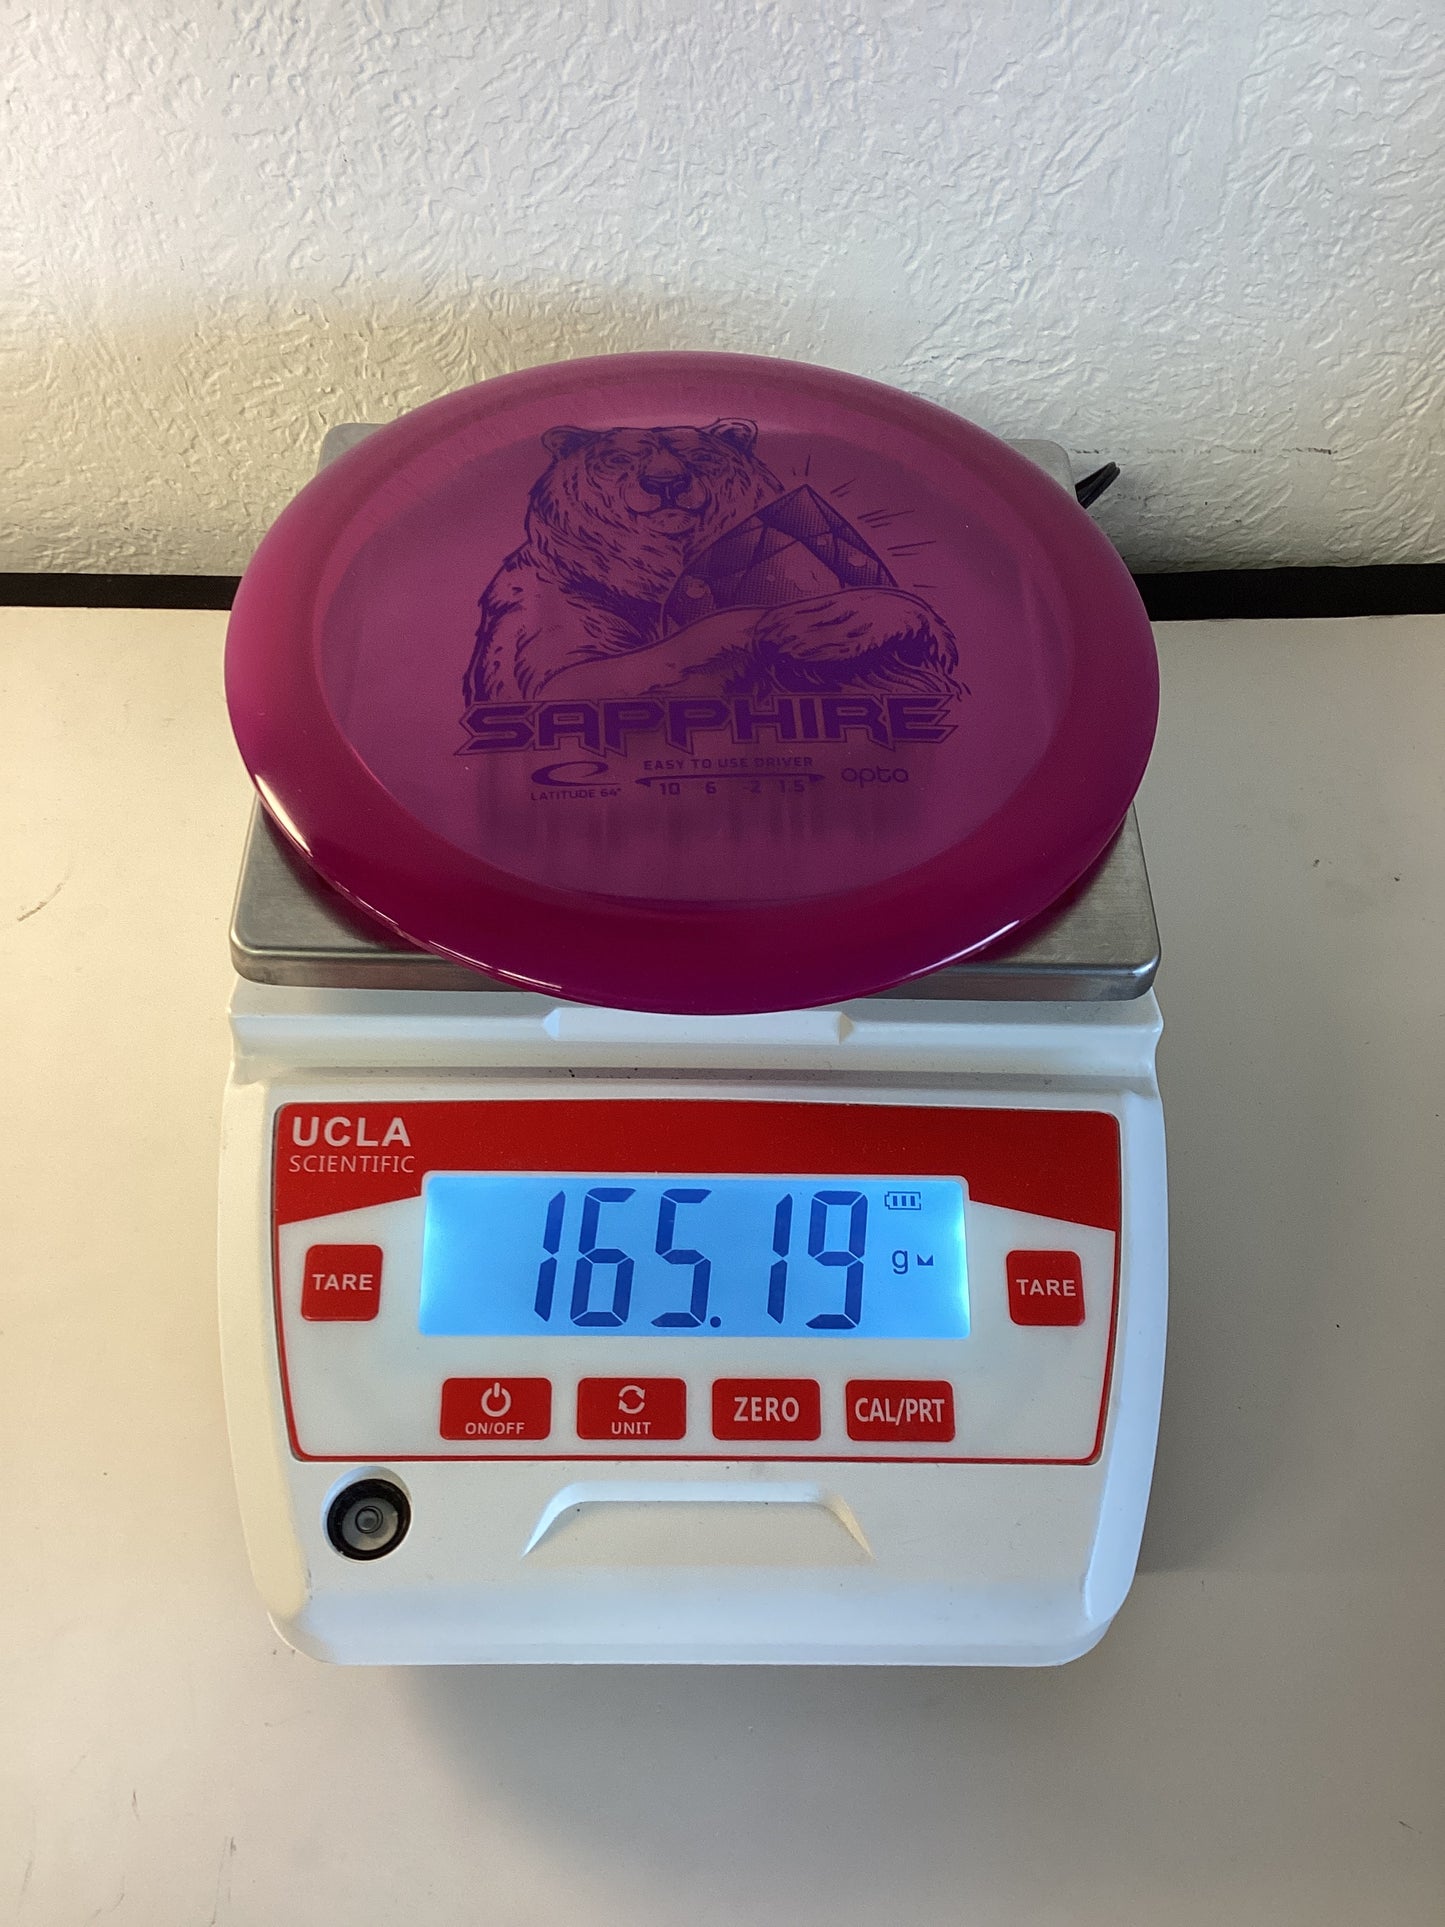 SAPPHIRE
EASY TO USE DRIVER
LATITUDE 64°
10 6 -2 1.5
opto
UCLA
SCIENTIFIC
165.19
g
TARE
TARE
ON/OFF
UNIT
ZERO
CAL/PRT